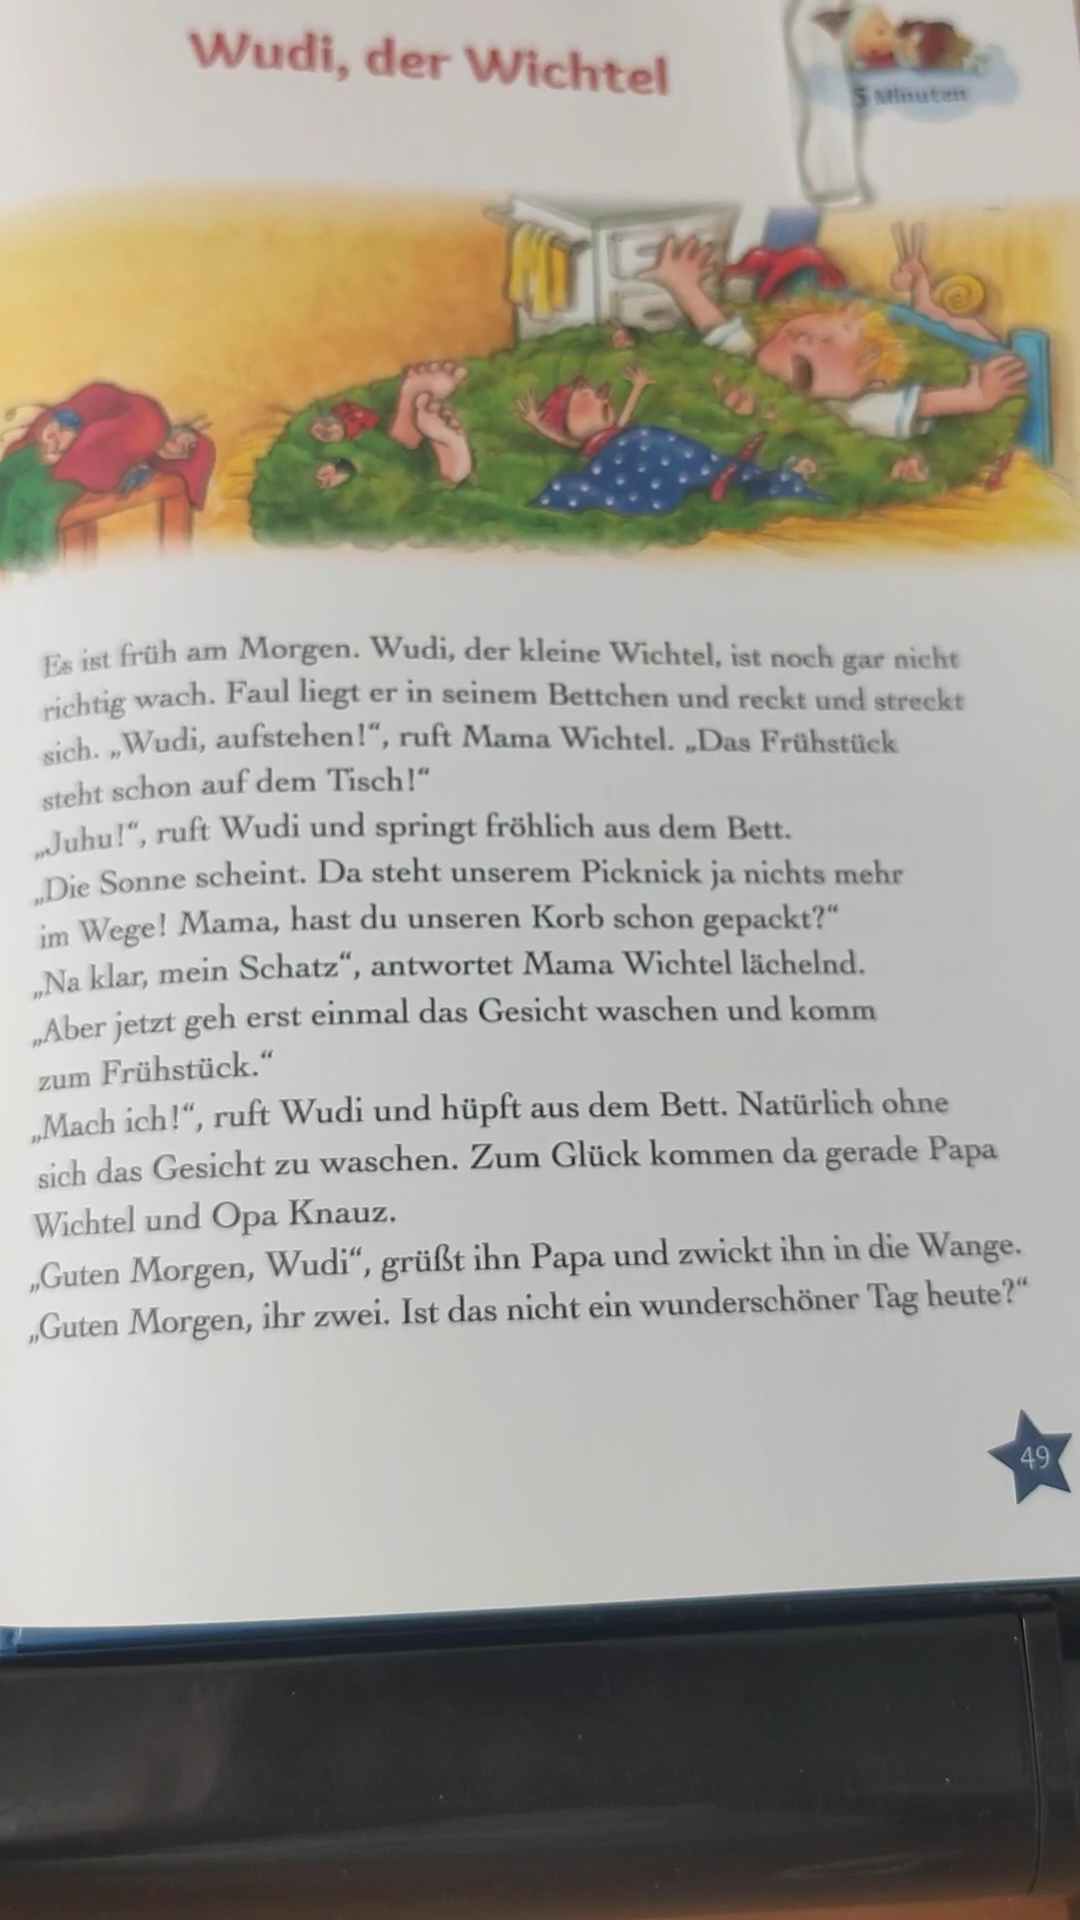 Wudi, der Wichtel
5 Minuten
Es ist früh am Morgen. Wudi, der kleine Wichtel, ist noch gar nicht
richtig wach. Faul liegt er in seinem Bettchen und reckt und streckt
sich. „Wudi, aufstehen!“, ruft Mama Wichtel. „Das Frühstück
steht schon auf dem Tisch!“
„Juhu!“, ruft Wudi und springt fröhlich aus dem Bett.
„Die Sonne scheint. Da steht unserem Picknick ja nichts mehr
im Wege! Mama, hast du unseren Korb schon gepackt?“
„Na klar, mein Schatz“, antwortet Mama Wichtel lächelnd.
„Aber jetzt geh erst einmal das Gesicht waschen und komm
zum Frühstück.“
„Mach ich!“, ruft Wudi und hüpft aus dem Bett. Natürlich ohne
sich das Gesicht zu waschen. Zum Glück kommen da gerade Papa
Wichtel und Opa Knauz.
„Guten Morgen, Wudi“, grüßt ihn Papa und zwickt ihn in die Wange.
„Guten Morgen, ihr zwei. Ist das nicht ein wunderschöner Tag heute?“
49